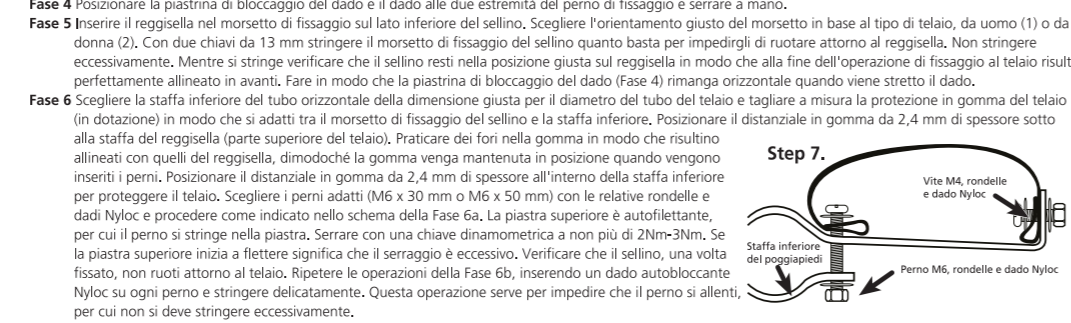 Fase 4 Posizionare la piastrina di bloccaggio del dado e il dado alle due estremità del perno di fissaggio e serrare a mano.
Fase 5 Inserire il reggisella nel morsetto di fissaggio sul lato inferiore del sellino. Scegliere l'orientamento giusto del morsetto in base al tipo di telaio, da uomo (1) o da
donna (2). Con due chiavi da 13 mm stringere il morsetto di fissaggio del sellino quanto basta per impedirgli di ruotare attorno al reggisella. Non stringere
eccessivamente. Mentre si stringe verificare che il sellino resti nella posizione giusta sul reggisella in modo che alla fine dell'operazione di fissaggio al telaio risult
perfettamente allineato in avanti. Fare in modo che la piastrina di bloccaggio del dado (Fase 4) rimanga orizzontale quando viene stretto il dado.
Fase 6 Scegliere la staffa inferiore del tubo orizzontale della dimensione giusta per il diametro del tubo del telaio e tagliare a misura la protezione in gomma del telaio
(in dotazione) in modo che si adatti tra il morsetto di fissaggio del sellino e la staffa inferiore. Posizionare il distanziale in gomma da 2,4 mm di spessore sotto
alla staffa del reggisella (parte superiore del telaio). Praticare dei fori nella gomma in modo che risultino
allineati con quelli del reggisella, dimodoché la gomma venga mantenuta in posizione quando vengono
inseriti i perni. Posizionare il distanziale in gomma da 2,4 mm di spessore all'interno della staffa inferiore
per proteggere il telaio. Scegliere i perni adatti (M6 x 30 mm o M6 x 50 mm) con le relative rondelle e
dadi Nyloc e procedere come indicato nello schema della Fase 6a. La piastra superiore è autofilettante,
per cui il perno si stringe nella piastra. Serrare con una chiave dinamometrica a non più di 2Nm-3Nm. Se
la piastra superiore inizia a flettere significa che il serraggio è eccessivo. Verificare che il sellino, una volta
fissato, non ruoti attorno al telaio. Ripetere le operazioni della Fase 6b, inserendo un dado autobloccante
Nyloc su ogni perno e stringere delicatamente. Questa operazione serve per impedire che il perno si allenti,
per cui non si deve stringere eccessivamente.
Step 7.
Vite M4, rondelle
e dado Nyloc
Staffa inferiore
del poggiapiedi
Perno M6, rondelle e dado Nyloc